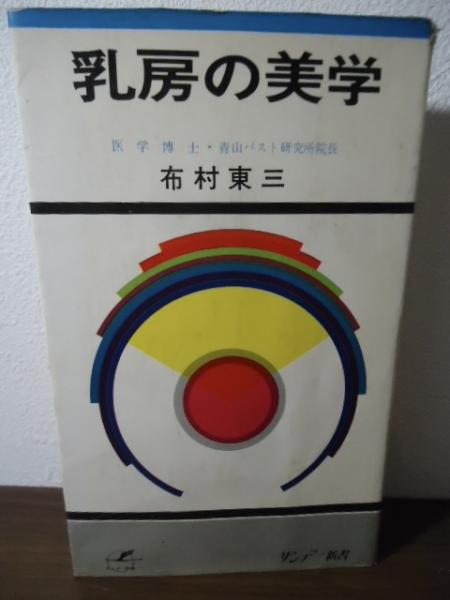 乳房の美学
医学博士・青山バスト研究所院長
布村東三
サンデー新書